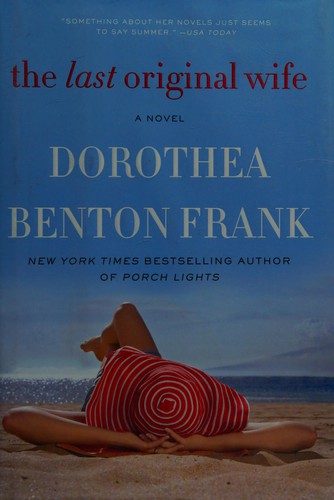 "SOMETHING ABOUT HER NOVELS JUST SEEMS
TO SAY SUMMER."—USA TODAY
the last original wife
A NOVEL
DOROTHEA
BENTON FRANK
NEW YORK TIMES BESTSELLING AUTHOR
OF PORCH LIGHTS